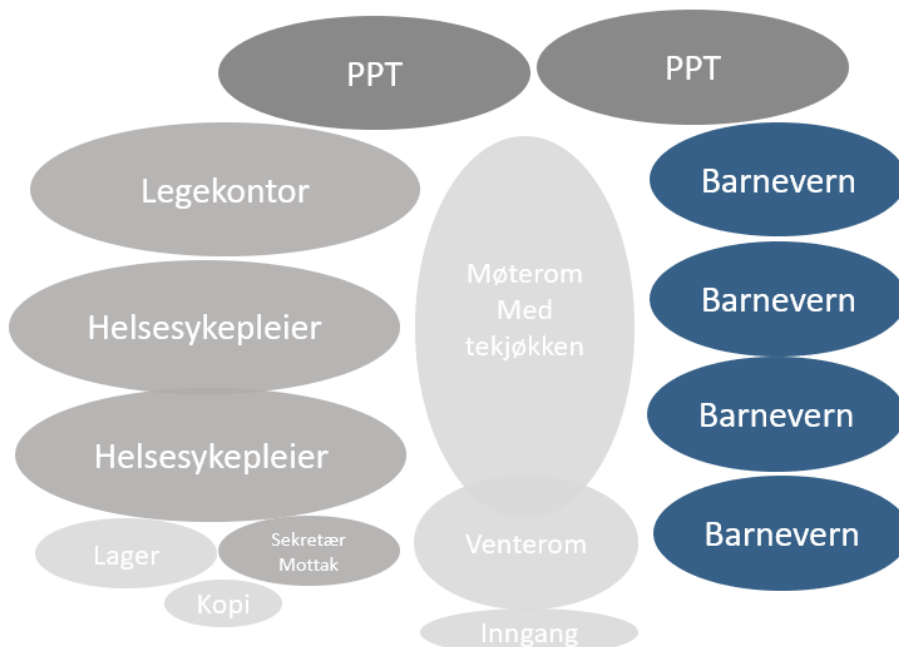 PPT
PPT
Legekontor
Barnevern
Helsesykepleier
Møterom
Med
tekjøkken
Barnevern
Helsesykepleier
Barnevern
Lager
Sekretær
Mottak
Venterom
Barnevern
Kopi
Inngang